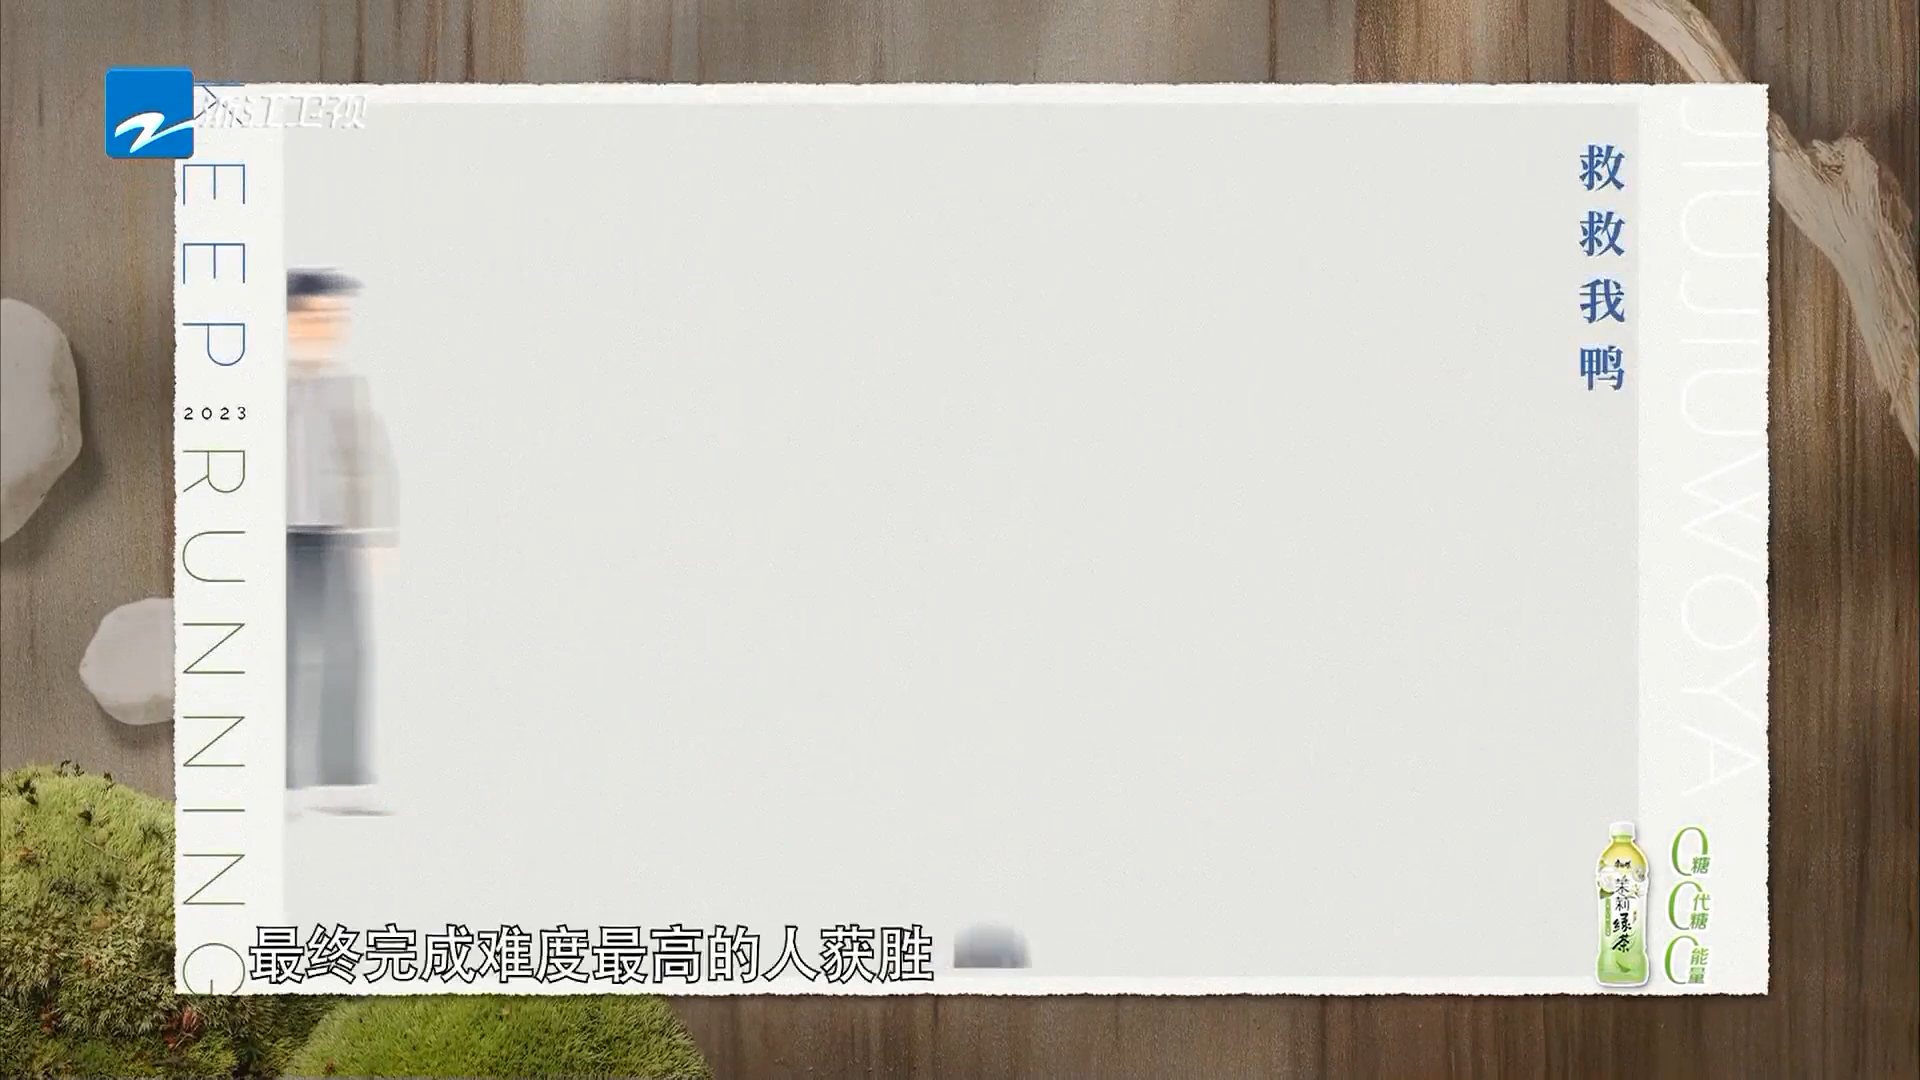 浙江卫视
KEEP
2023
RUNNING
救救我鸭
JIUJIUWOYA
茉莉
绿茶
0糖
0代糖
0能量
最终完成难度最高的人获胜